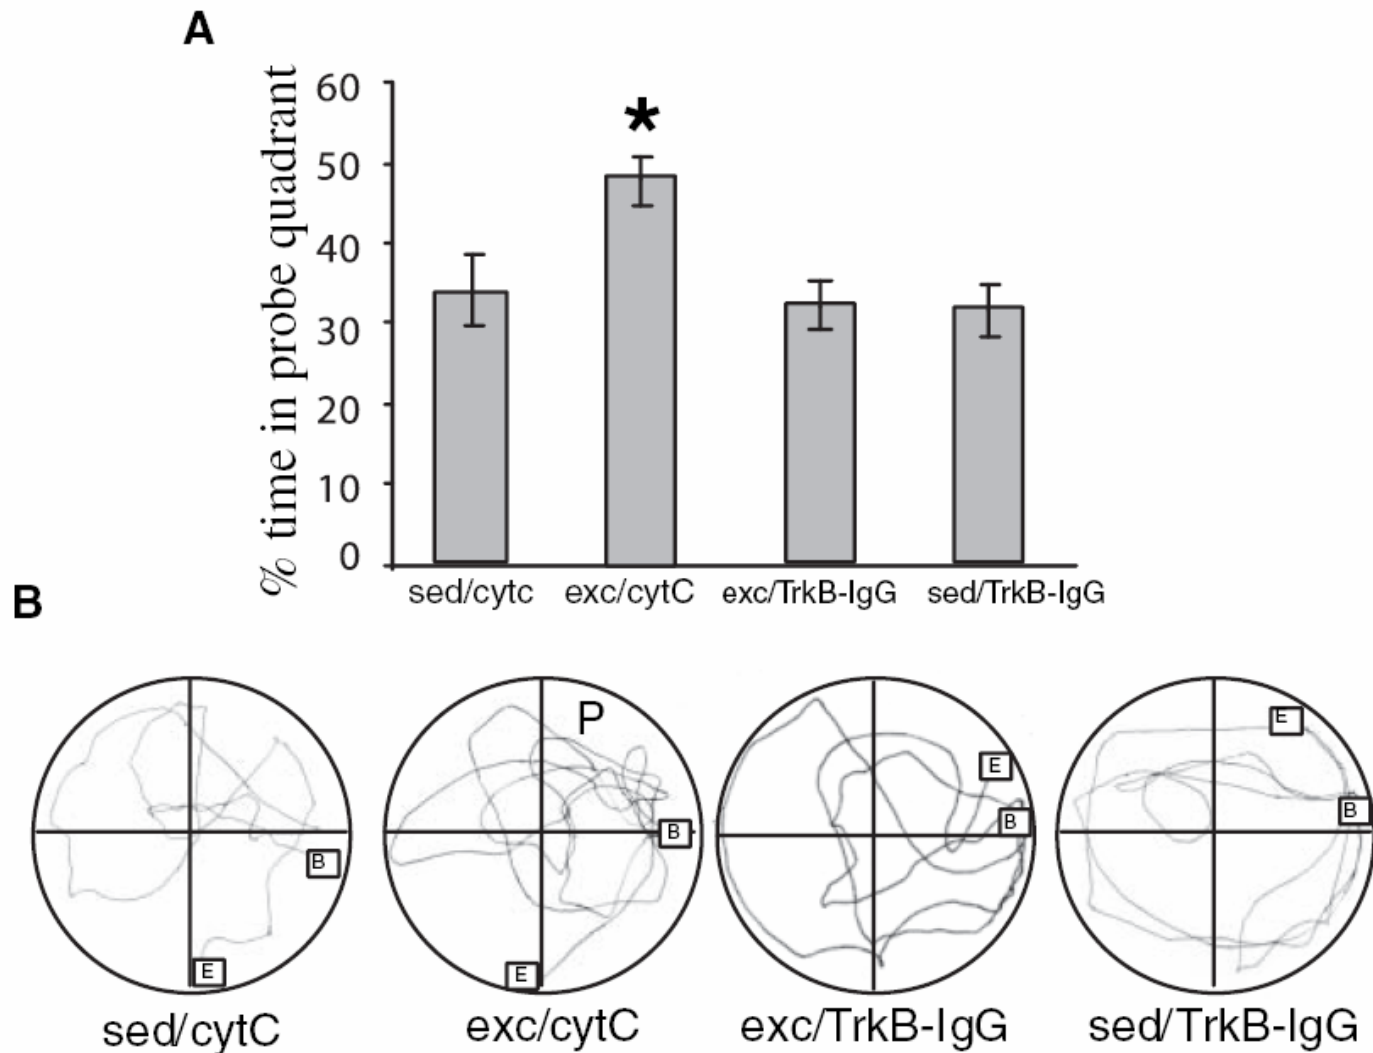 A
% time in probe quadrant
60
50
40
30
20
10
0
*
sed/cytc exc/cytC exc/TrkB-IgG sed/TrkB-IgG
B
P
E
E
B
B
B
B
E
E
sed/cytC exc/cytC exc/TrkB-IgG sed/TrkB-IgG